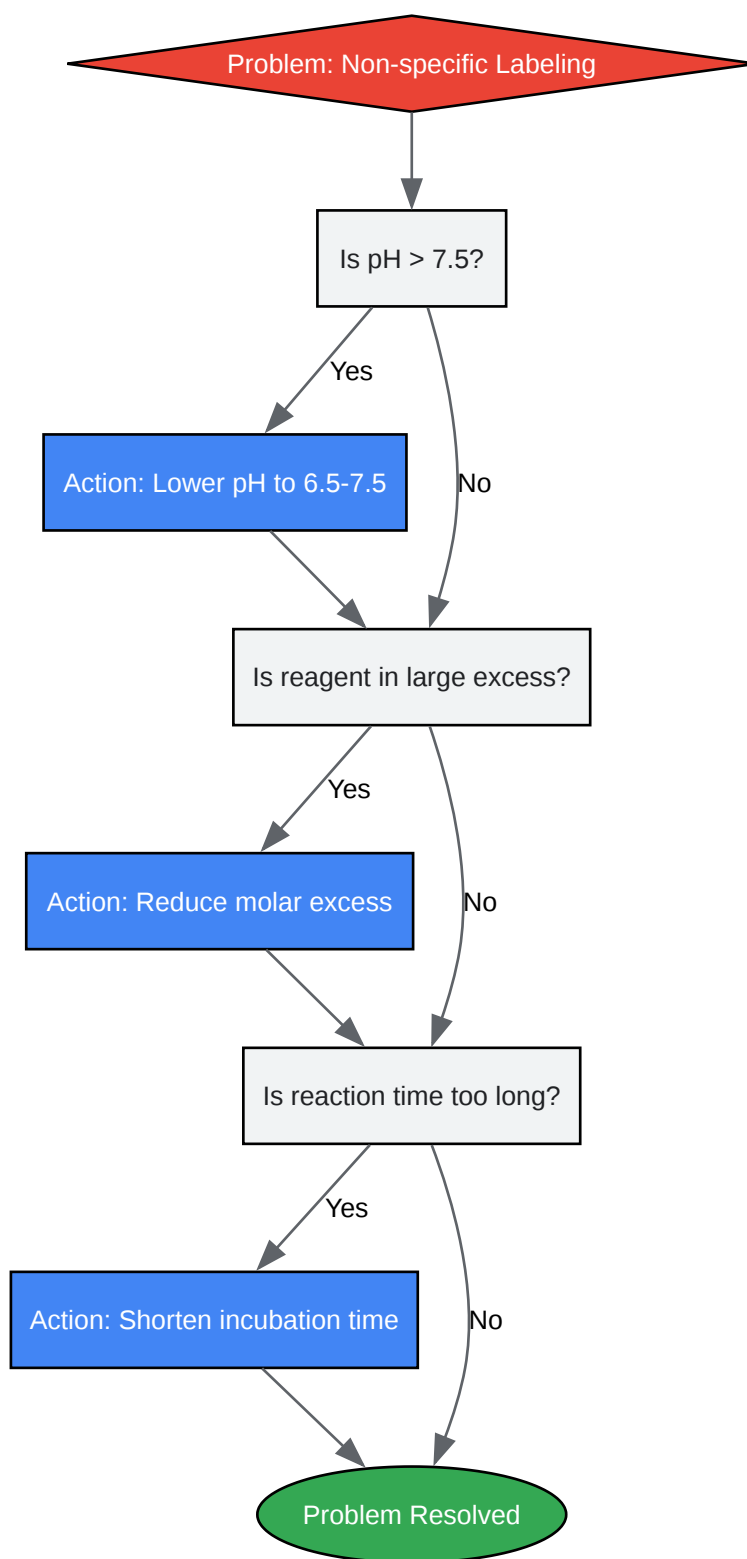 Problem: Non-specific Labeling
Is pH > 7.5?
Yes
Action: Lower pH to 6.5-7.5
No
Is reagent in large excess?
Yes
Action: Reduce molar excess
No
Is reaction time too long?
Yes
Action: Shorten incubation time
No
Problem Resolved